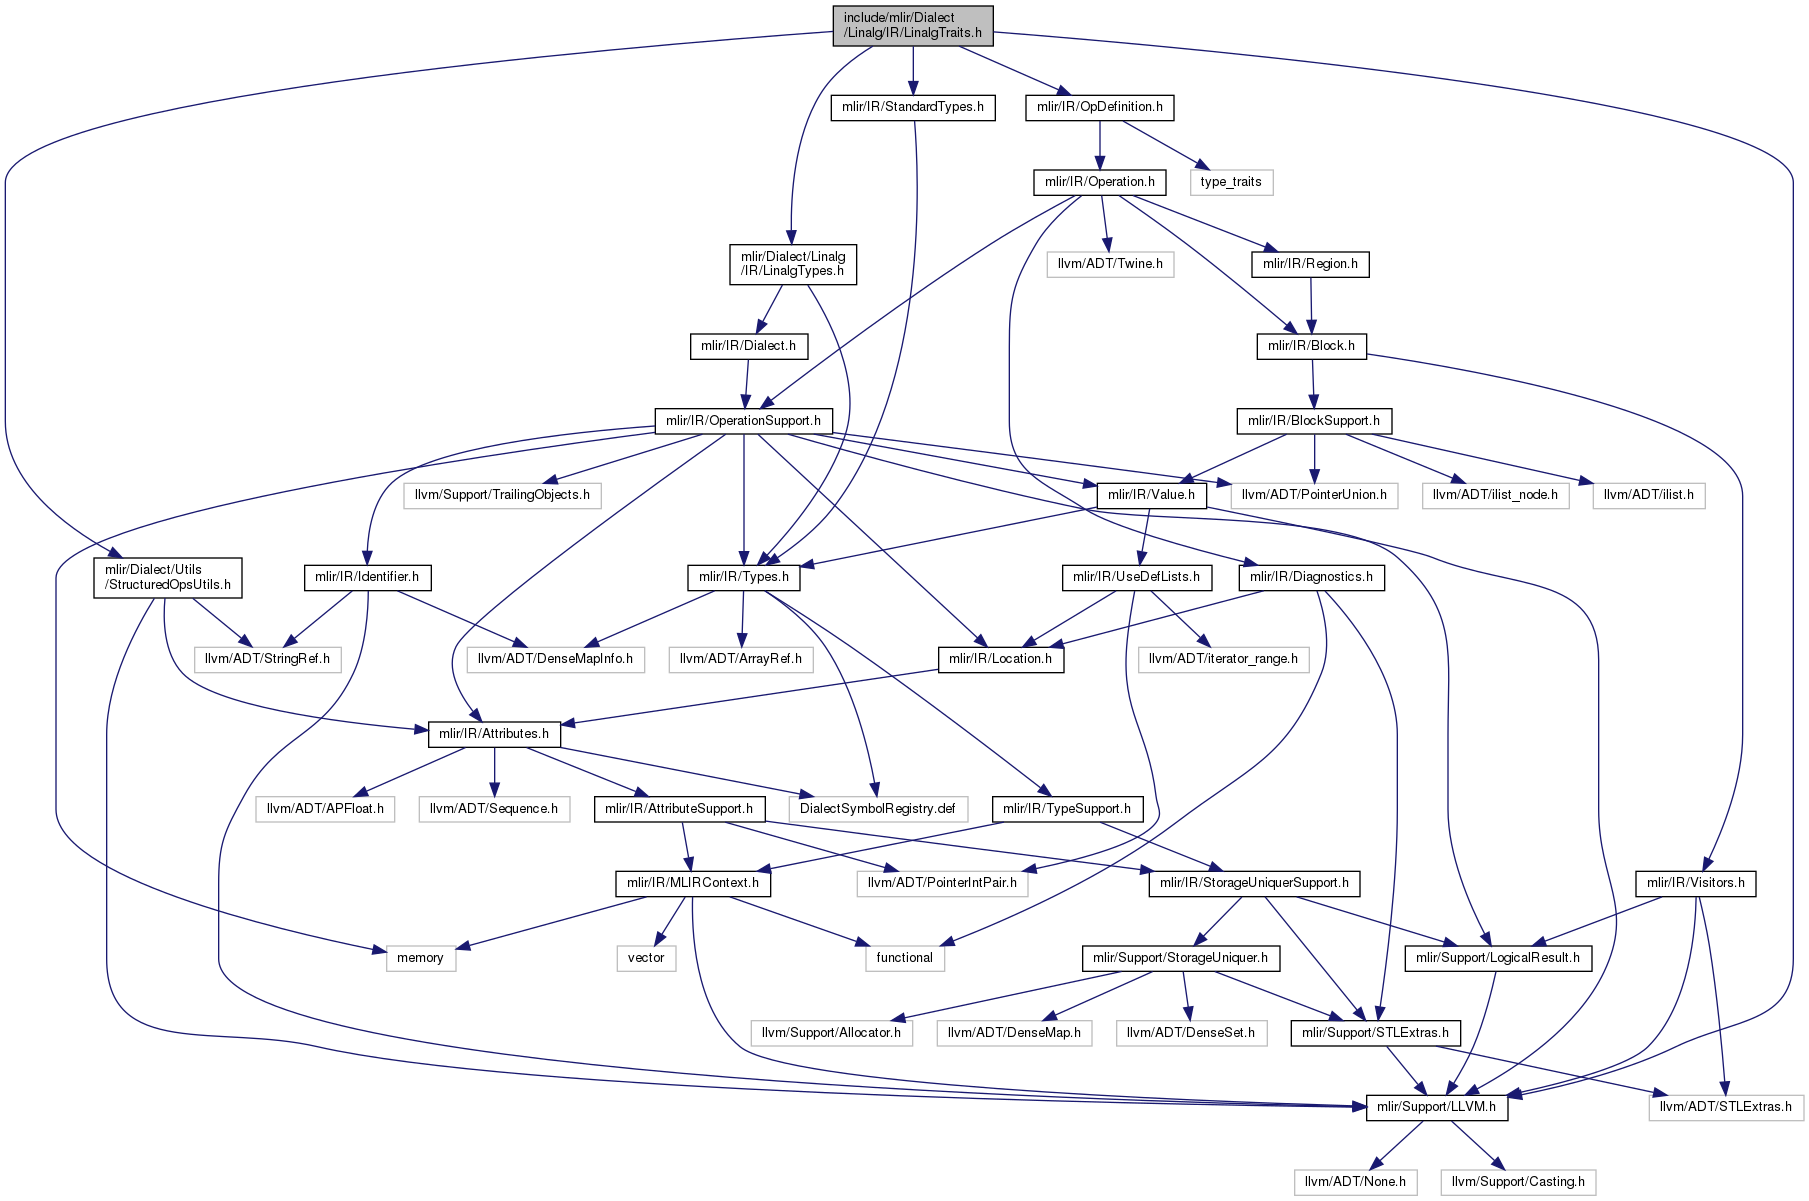 include/mlir/Dialect
/Linalg/IR/LinalgTraits.h
mlir/IR/StandardTypes.h
mlir/IR/OpDefinition.h
mlir/IR/Operation.h
type_traits
mlir/Dialect/Linalg
/IR/LinalgTypes.h
llvm/ADT/Twine.h
mlir/IR/Region.h
mlir/IR/Dialect.h
mlir/IR/Block.h
mlir/IR/OperationSupport.h
mlir/IR/BlockSupport.h
llvm/Support/TrailingObjects.h
mlir/IR/Value.h
llvm/ADT/PointerUnion.h
llvm/ADT/ilist_node.h
llvm/ADT/ilist.h
mlir/Dialect/Utils
/StructuredOpsUtils.h
mlir/IR/Identifier.h
mlir/IR/Types.h
mlir/IR/UseDefLists.h
mlir/IR/Diagnostics.h
llvm/ADT/StringRef.h
llvm/ADT/DenseMapInfo.h
llvm/ADT/ArrayRef.h
mlir/IR/Location.h
llvm/ADT/iterator_range.h
mlir/IR/Attributes.h
llvm/ADT/APFloat.h
llvm/ADT/Sequence.h
mlir/IR/AttributeSupport.h
DialectSymbolRegistry.def
mlir/IR/TypeSupport.h
mlir/IR/MLIRContext.h
llvm/ADT/PointerIntPair.h
mlir/IR/StorageUniquerSupport.h
mlir/IR/Visitors.h
memory
vector
functional
mlir/Support/StorageUniquer.h
mlir/Support/LogicalResult.h
llvm/Support/Allocator.h
llvm/ADT/DenseMap.h
llvm/ADT/DenseSet.h
mlir/Support/STLExtras.h
mlir/Support/LLVM.h
llvm/ADT/STLExtras.h
llvm/ADT/None.h
llvm/Support/Casting.h